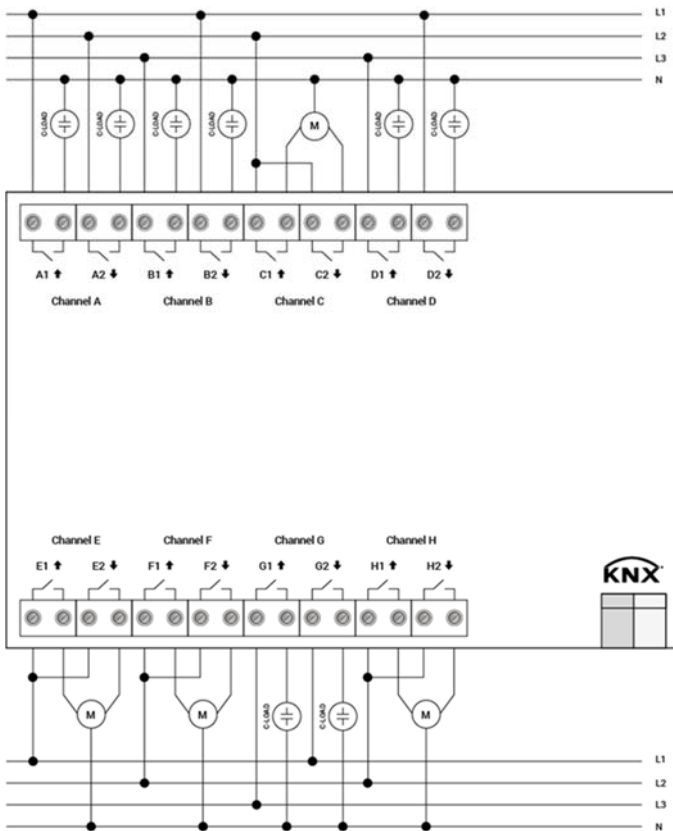 L1
L2
L3
N
C-LOAD C-LOAD C-LOAD C-LOAD M C-LOAD C-LOAD
A1 ⬆ A2 ⬇ B1 ⬆ B2 ⬇ C1 ⬆ C2 ⬇ D1 ⬆ D2 ⬇
Channel A Channel B Channel C Channel D
Channel E Channel F Channel G Channel H
E1 ⬆ E2 ⬇ F1 ⬆ F2 ⬇ G1 ⬆ G2 ⬇ H1 ⬆ H2 ⬇
KNX
M M C-LOAD C-LOAD M
L1
L2
L3
N